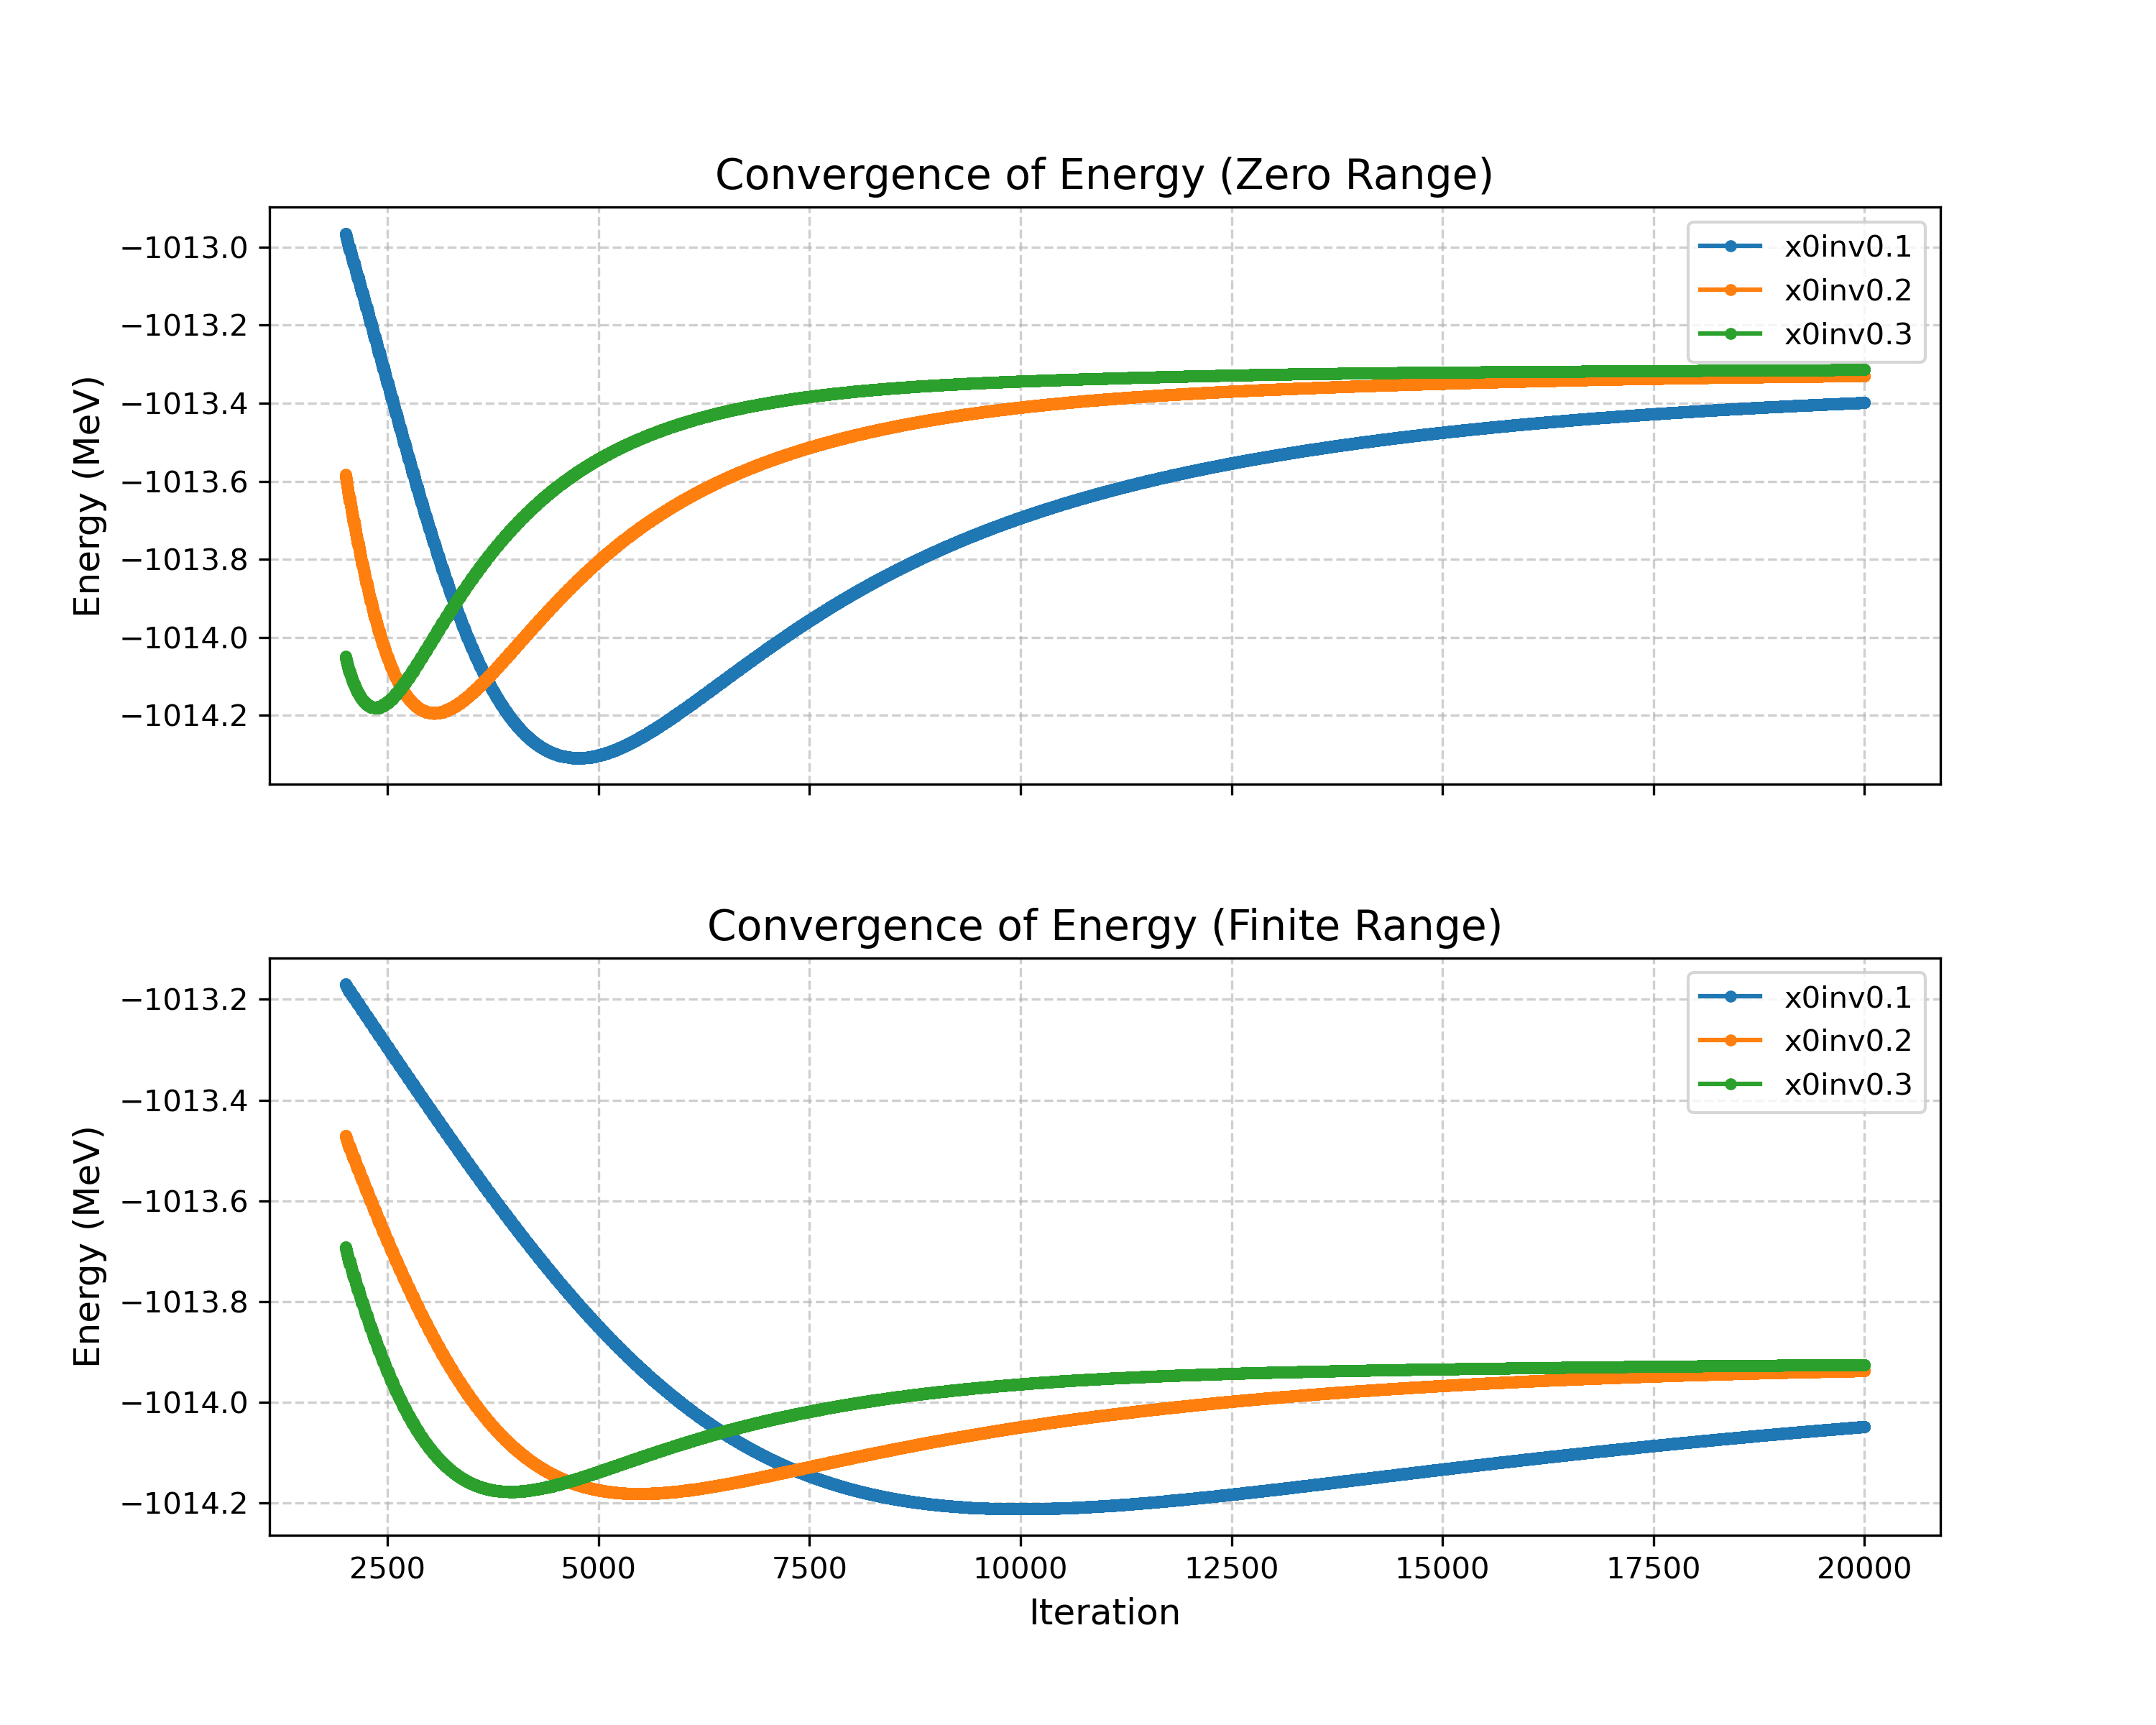 Convergence of Energy (Zero Range)
−1013.0
−1013.2
−1013.4
−1013.6
−1013.8
−1014.0
−1014.2
Energy (MeV)
x0inv0.1
x0inv0.2
x0inv0.3
Convergence of Energy (Finite Range)
−1013.2
−1013.4
−1013.6
−1013.8
−1014.0
−1014.2
Energy (MeV)
x0inv0.1
x0inv0.2
x0inv0.3
2500 5000 7500 10000 12500 15000 17500 20000
Iteration